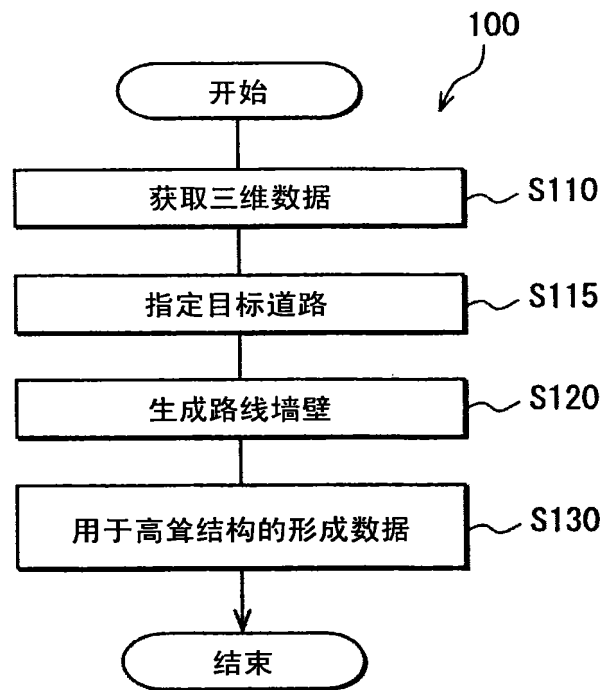 100
开始
获取三维数据
S110
指定目标道路
S115
生成路线墙壁
S120
用于高耸结构的形成数据
S130
结束